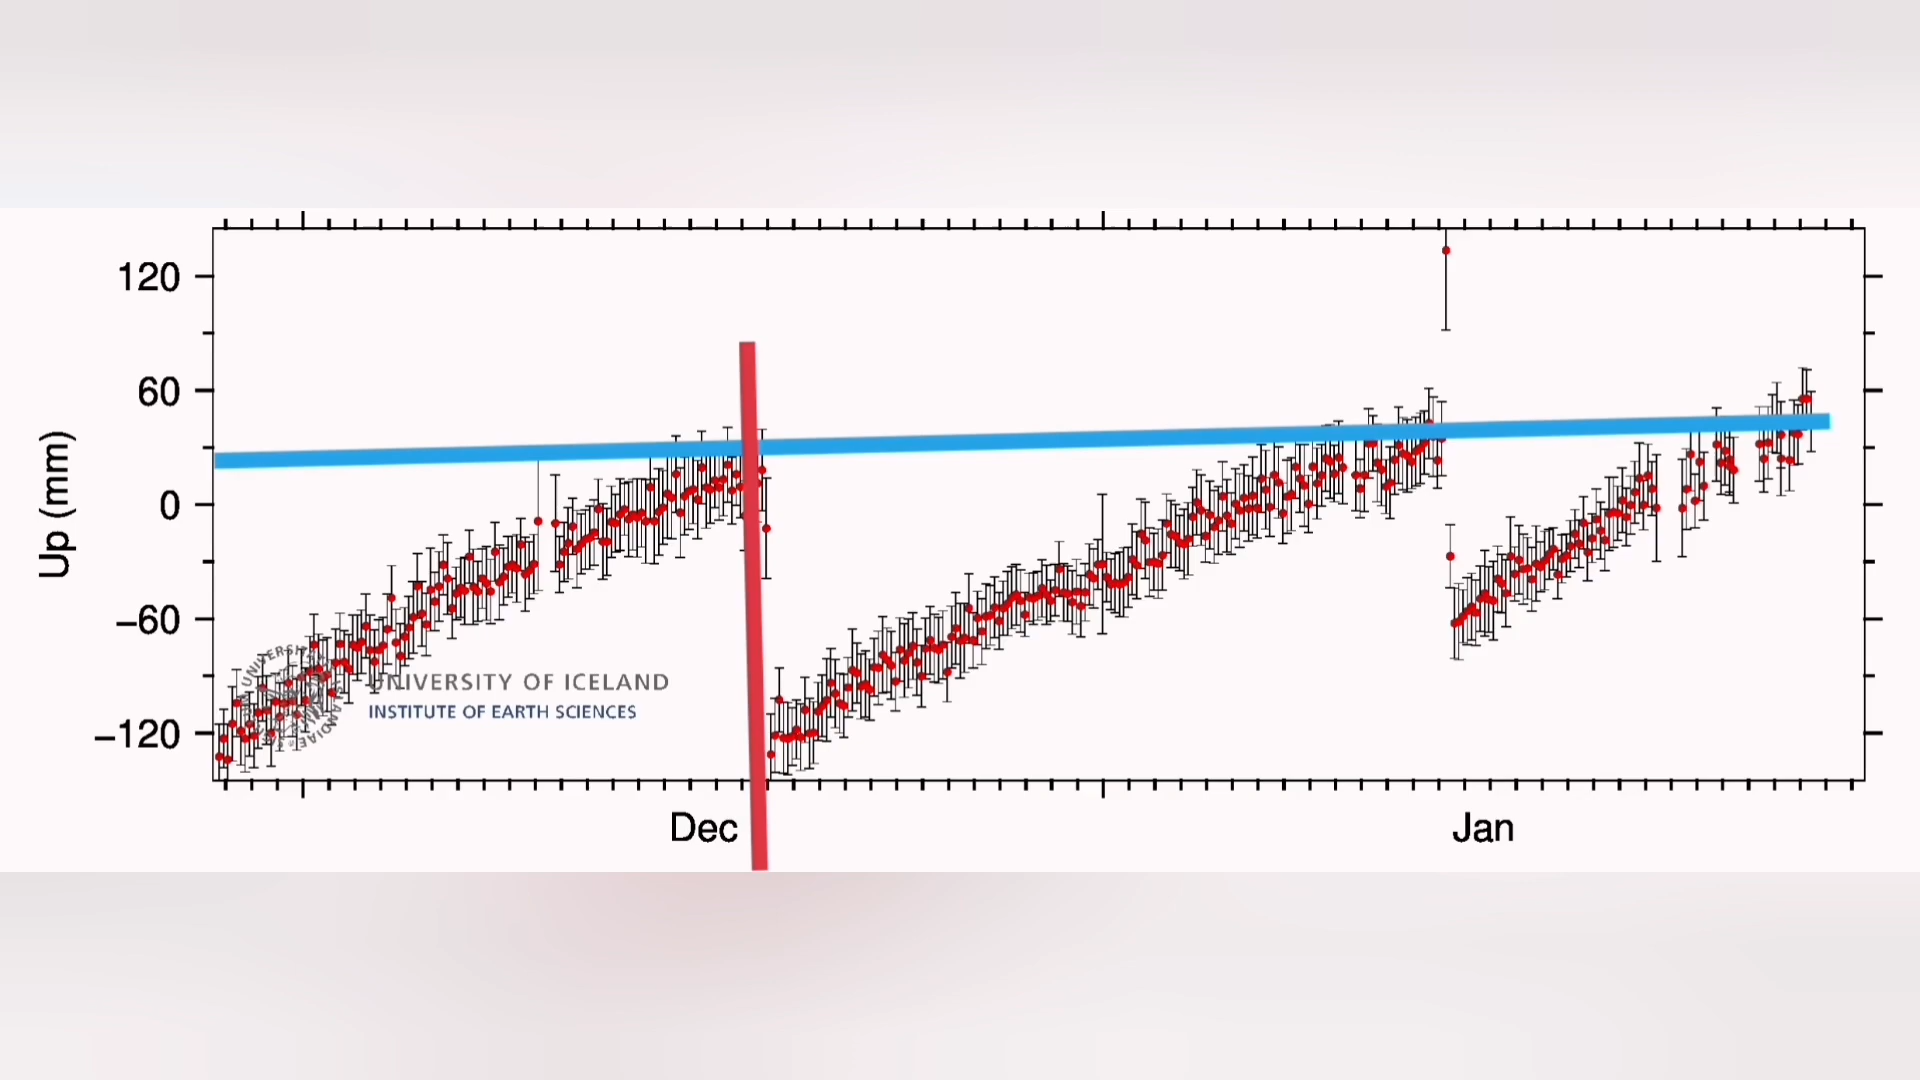 120
60
0
−60
−120
Up (mm)
UNIVERSITY OF ICELAND
INSTITUTE OF EARTH SCIENCES
Dec
Jan